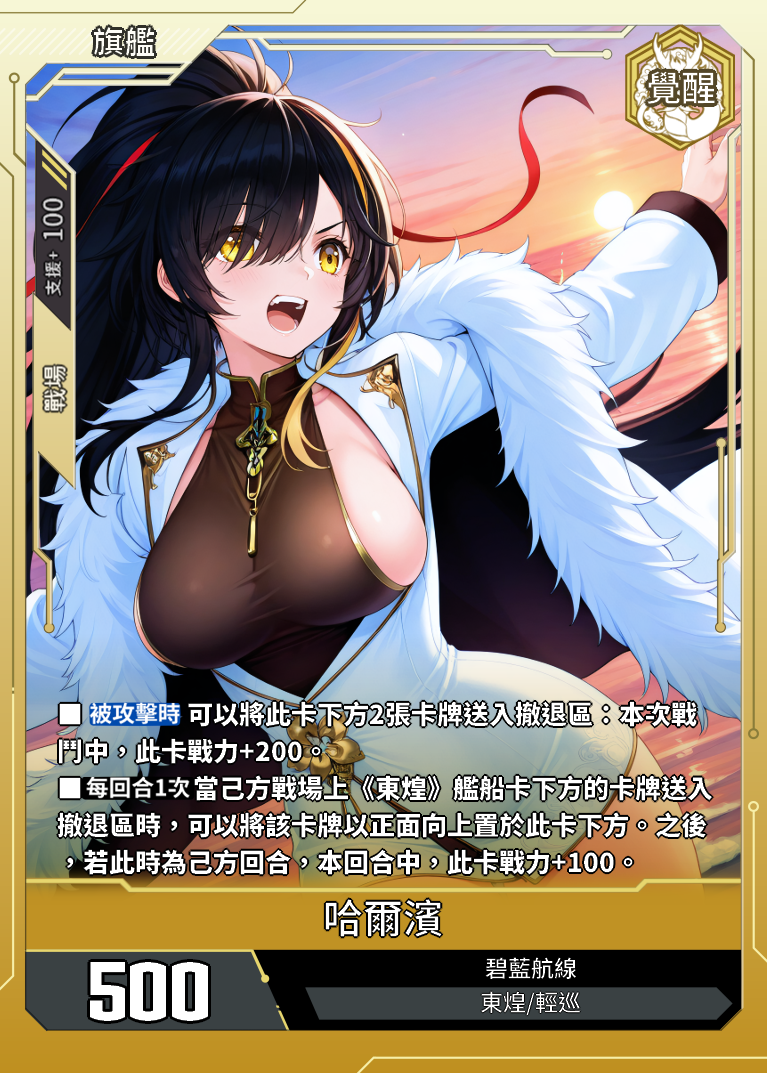 旗艦
覺醒
支援+ 100
戰場
■ 被攻擊時 可以將此卡下方2張卡牌送入撤退區：本次戰
鬥中，此卡戰力+200。
■ 每回合1次 當己方戰場上《東煌》艦船卡下方的卡牌送入
撤退區時，可以將該卡牌以正面向上置於此卡下方。之後
，若此時為己方回合，本回合中，此卡戰力+100。
哈爾濱
500
碧藍航線
東煌/輕巡